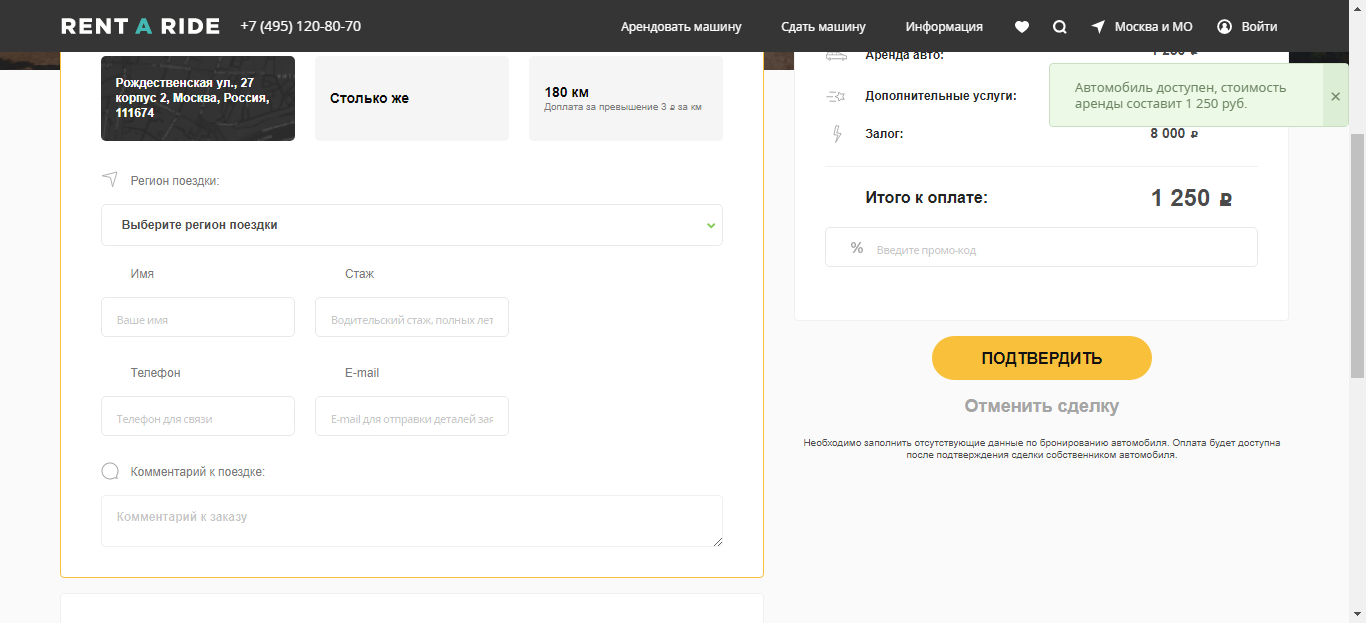 RENT A RIDE
+7 (495) 120-80-70
Арендовать машину
Сдать машину
Информация
Москва и МО
Войти
Рождественская ул., 27
корпус 2, Москва, Россия,
111674
Столько же
180 км
Доплата за превышение 3 ₽ за км
Регион поездки:
Выберите регион поездки
Имя
Стаж
Ваше имя
Водительский стаж, полных лет
Телефон
E-mail
Телефон для связи
E-mail для отправки деталей зая
Комментарий к поездке:
Комментарий к заказу
Аренда авто:
1 250 ₽
Дополнительные услуги:
Автомобиль доступен, стоимость
аренды составит 1 250 руб.
×
Залог:
8 000 ₽
Итого к оплате:
1 250 ₽
% Введите промо-код
ПОДТВЕРДИТЬ
Отменить сделку
Необходимо заполнить отсутствующие данные по бронированию автомобиля. Оплата будет доступна
после подтверждения сделки собственником автомобиля.